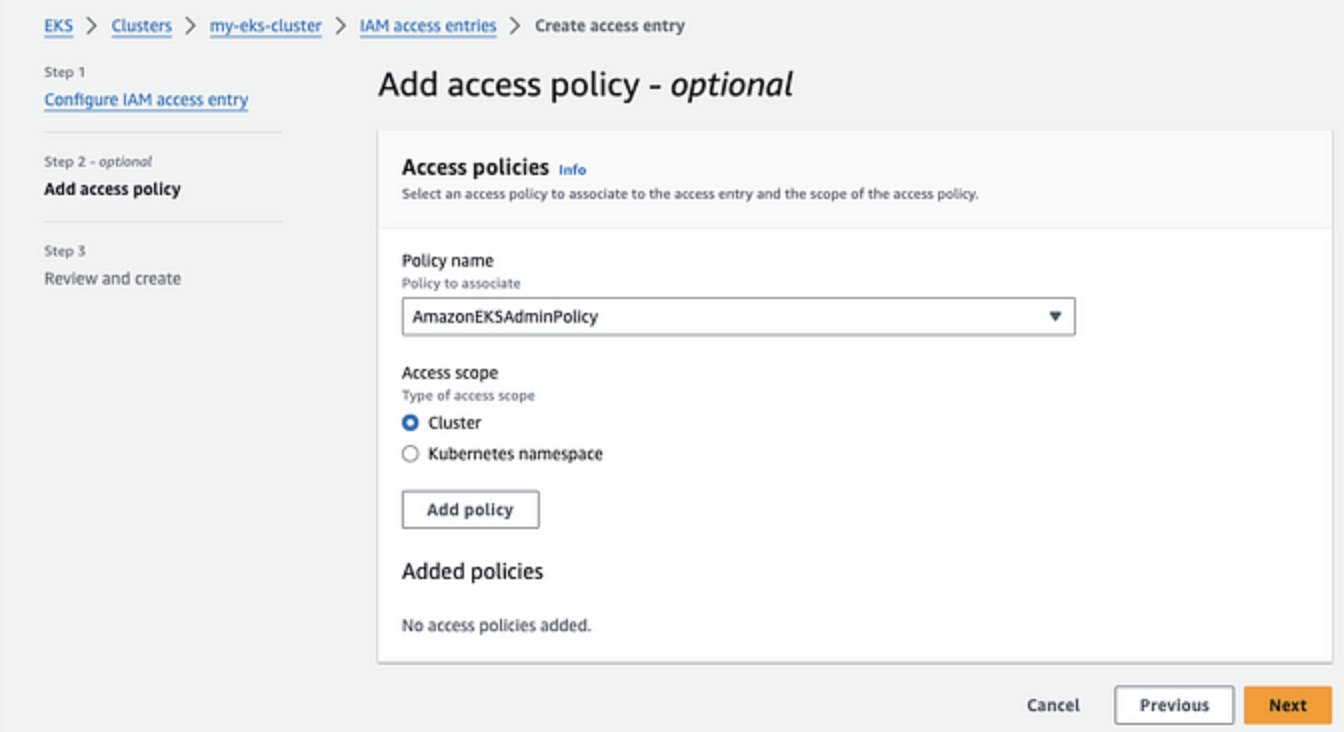 EKS > Clusters > my-eks-cluster > IAM access entries > Create access entry
Step 1
Configure IAM access entry
Step 2 - optional
Add access policy
Step 3
Review and create
Add access policy - optional
Access policies Info
Select an access policy to associate to the access entry and the scope of the access policy.
Policy name
Policy to associate
AmazonEKSAdminPolicy
Access scope
Type of access scope
Cluster
Kubernetes namespace
Add policy
Added policies
No access policies added.
Cancel Previous Next